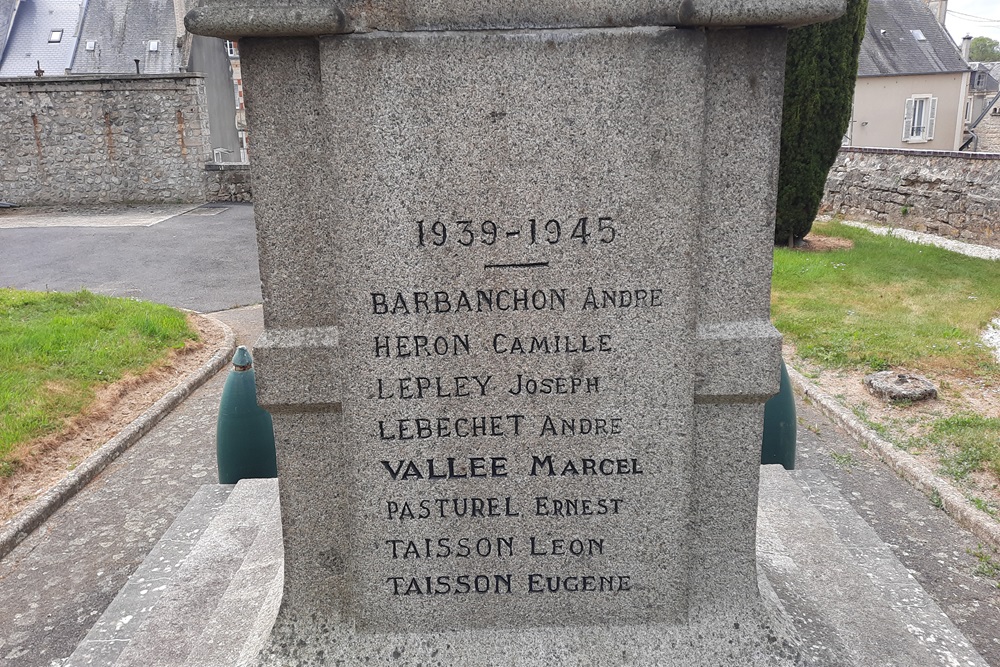 1939-1945
BARBANCHON ANDRE
HERON CAMILLE
LEPLEY JOSEPH
LEBECHET ANDRE
VALLEE MARCEL
PASTUREL ERNEST
TAISSON LEON
TAISSON EUGENE